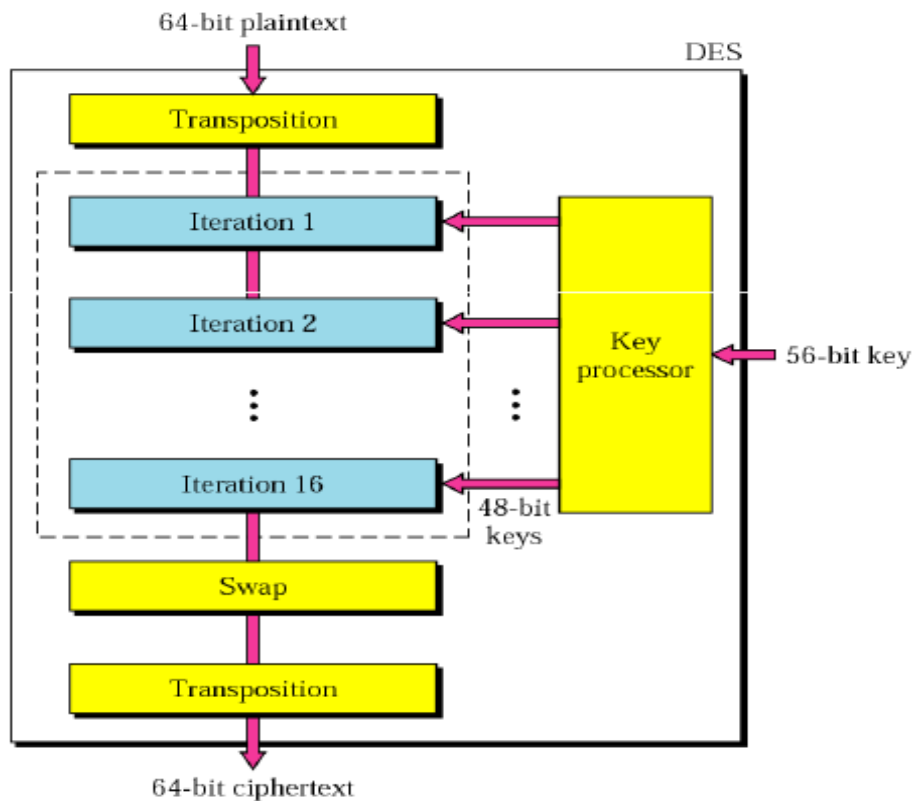 64-bit plaintext
DES
Transposition
Iteration 1
Iteration 2
Key
processor
56-bit key
Iteration 16
48-bit
keys
Swap
Transposition
64-bit ciphertext